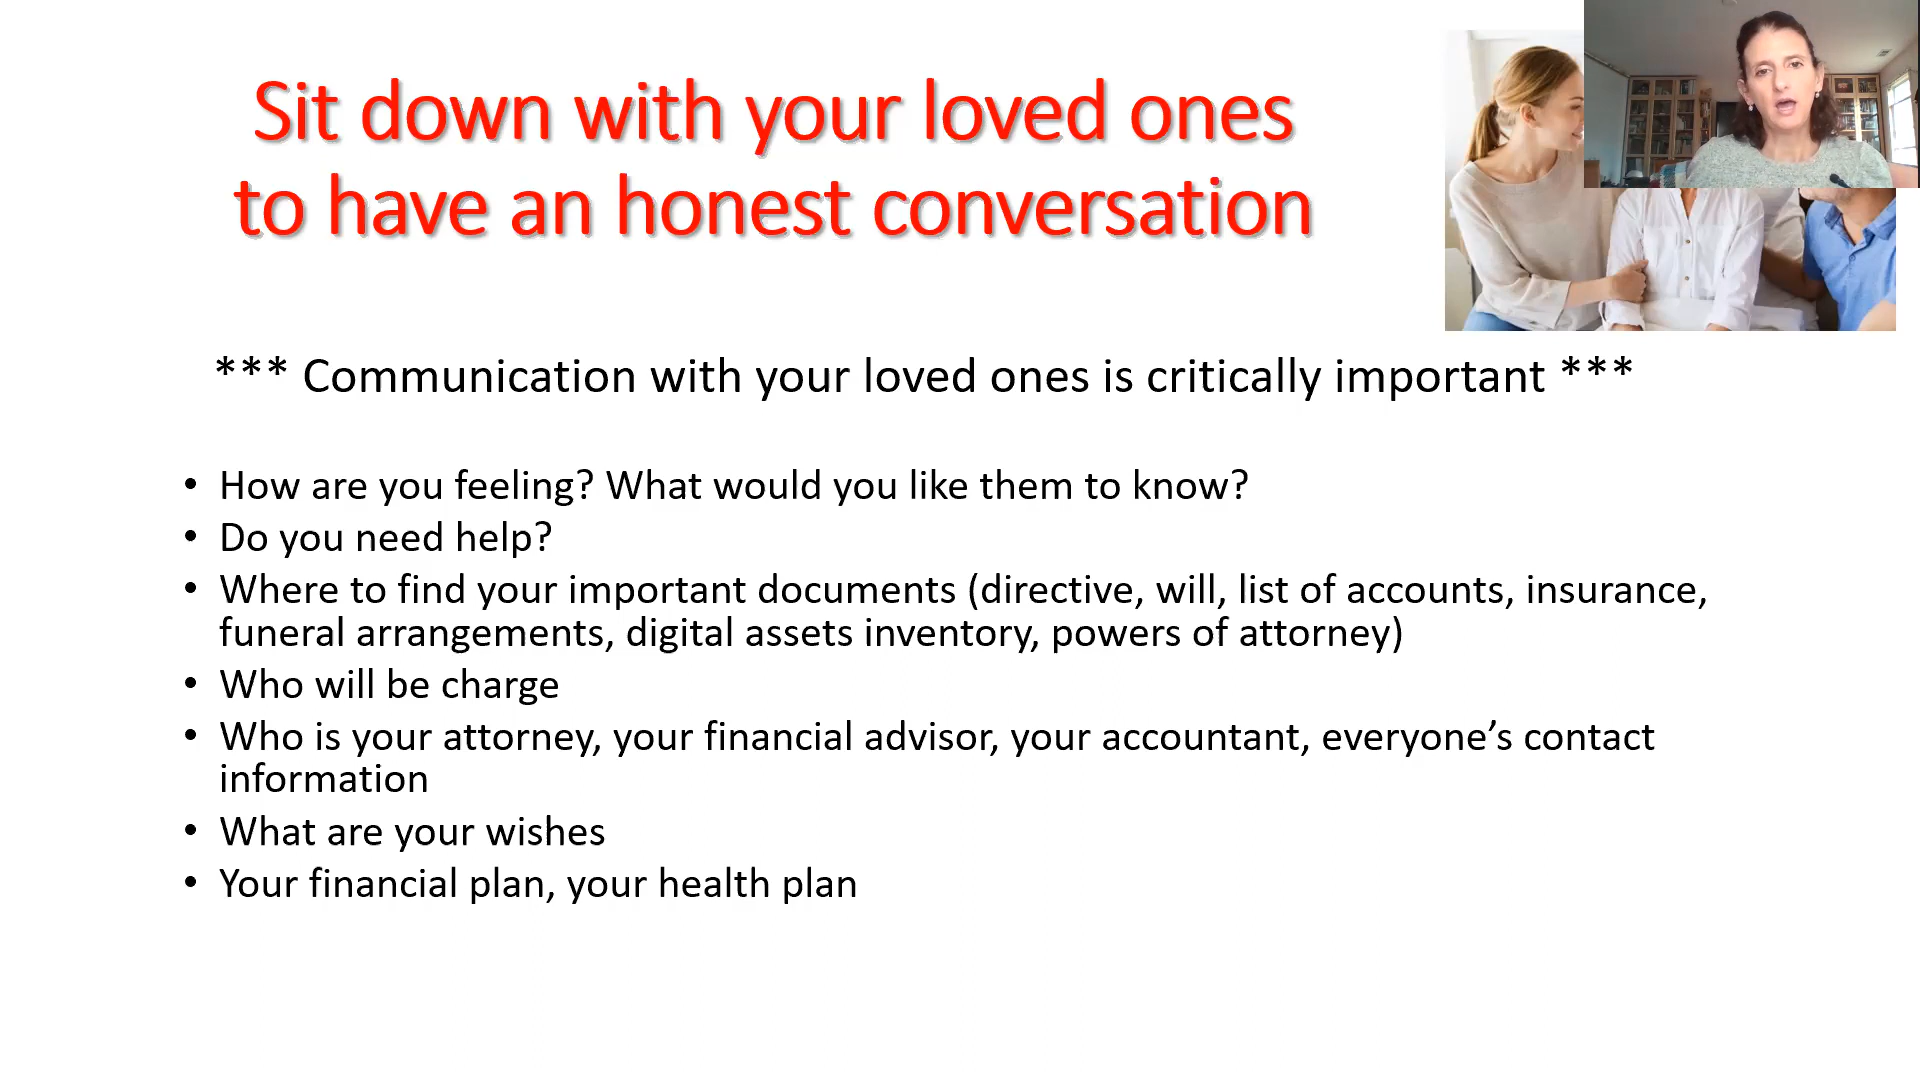 Sit down with your loved ones
to have an honest conversation
*** Communication with your loved ones is critically important ***
• How are you feeling? What would you like them to know?
• Do you need help?
• Where to find your important documents (directive, will, list of accounts, insurance,
funeral arrangements, digital assets inventory, powers of attorney)
• Who will be charge
• Who is your attorney, your financial advisor, your accountant, everyone’s contact
information
• What are your wishes
• Your financial plan, your health plan